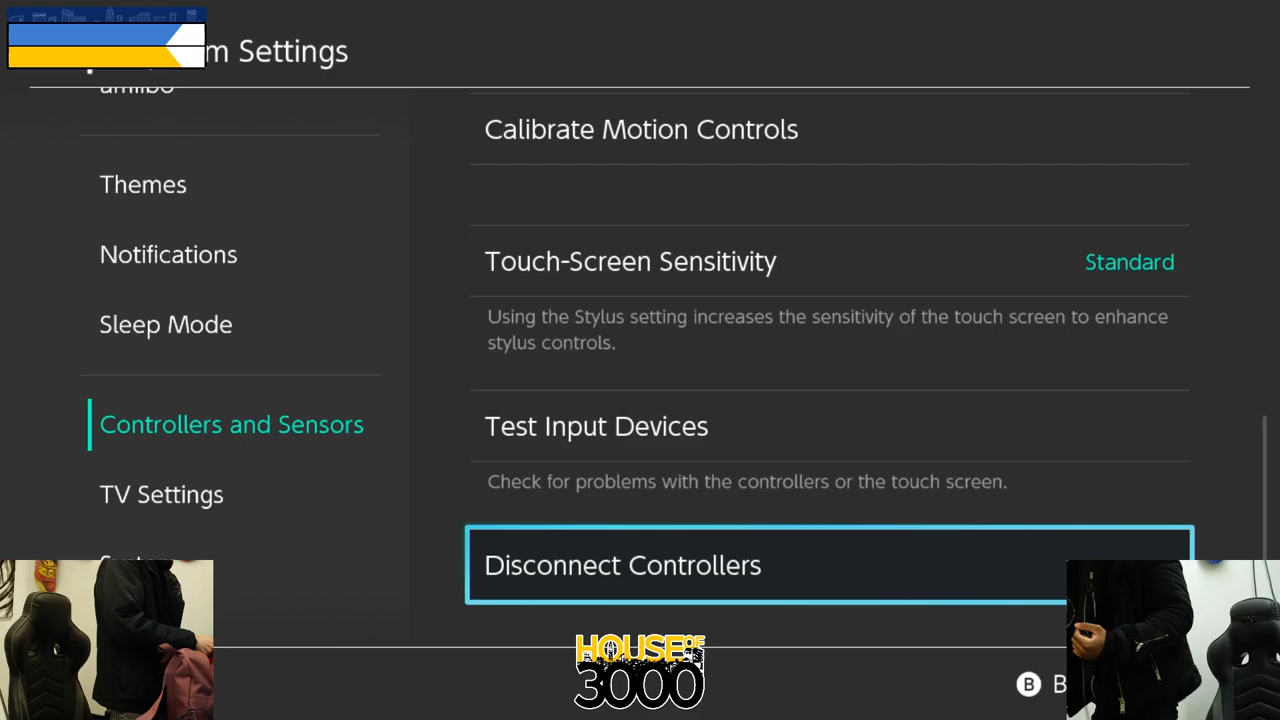 m Settings
amiibo
Themes
Notifications
Sleep Mode
Controllers and Sensors
TV Settings
Calibrate Motion Controls
Touch-Screen Sensitivity Standard
Using the Stylus setting increases the sensitivity of the touch screen to enhance
stylus controls.
Test Input Devices
Check for problems with the controllers or the touch screen.
Disconnect Controllers
HOUSE OF
3000
B B